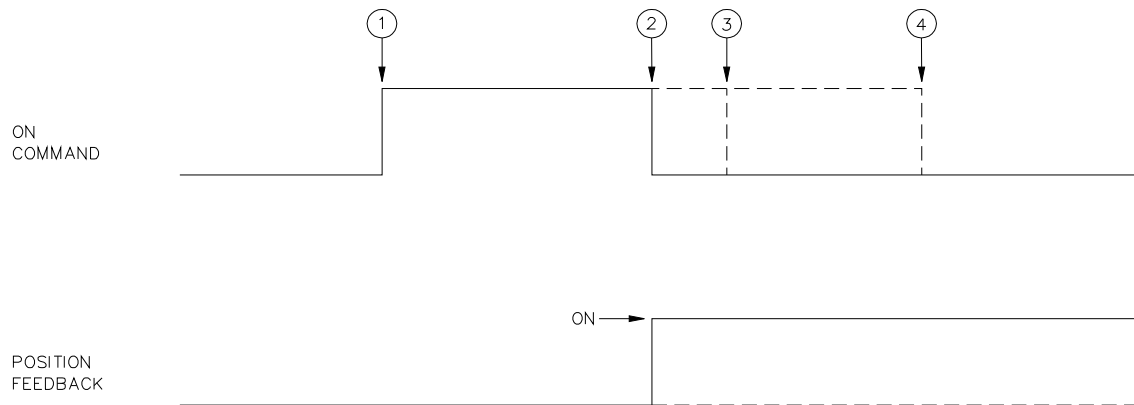 1
2
3
4
ON
COMMAND
ON
POSITION
FEEDBACK